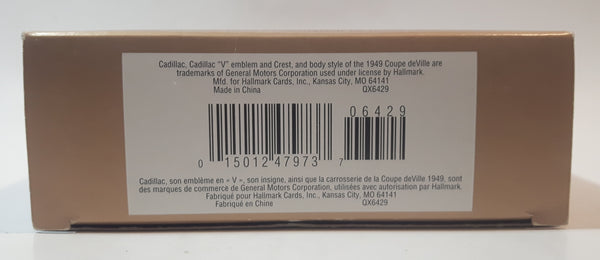 Cadillac, Cadillac "V" emblem and Crest, and body style of the 1949 Coupe deVille are
trademarks of General Motors Corporation used under license by Hallmark.
Mfd. for Hallmark Cards, Inc., Kansas City, MO 64141
Made in China QX6429
06429
0 15012 47973 7
Cadillac, son emblème en « V », son insigne, ainsi que la carrosserie de la Coupe deVille 1949, sont
des marques de commerce de General Motors Corporation, utilisées avec autorisation par Hallmark.
Fabriqué pour Hallmark Cards, Inc., Kansas City, MO 64141
Fabriqué en Chine QX6429